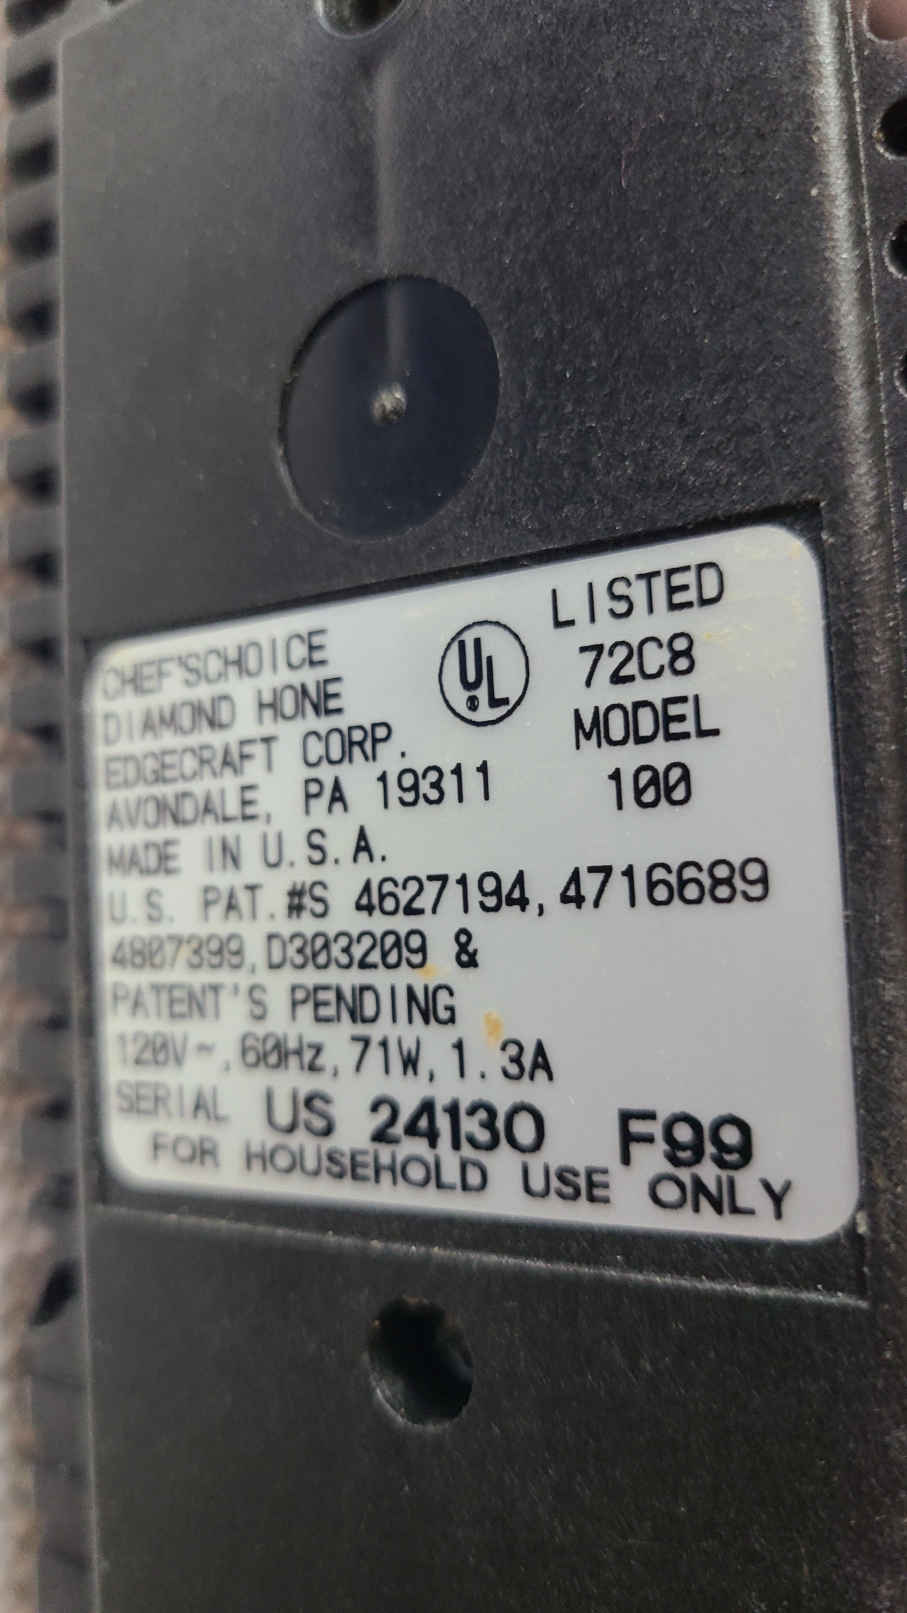 CHEF'SCHOICE
DIAMOND HONE
EDGECRAFT CORP.
AVONDALE, PA 19311
MADE IN U.S.A.
UL
®
LISTED
72C8
MODEL
100
U.S. PAT.#S 4627194,4716689
4807399,D303209 &
PATENT'S PENDING
120V~,60Hz,71W,1.3A
SERIAL US 24130 F99
FOR HOUSEHOLD USE ONLY